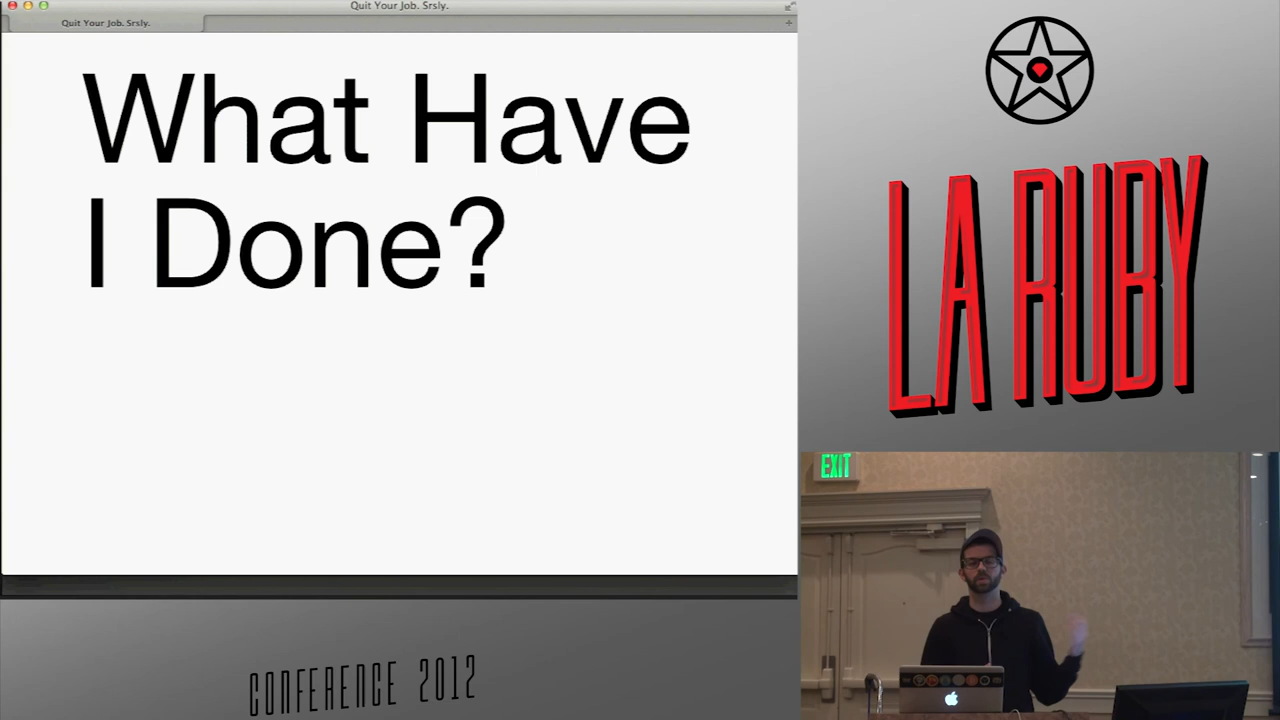 Quit Your Job. Srsly.
Quit Your Job. Srsly.
What Have
I Done?
LA RUBY
EXIT
CONFERENCE 2012